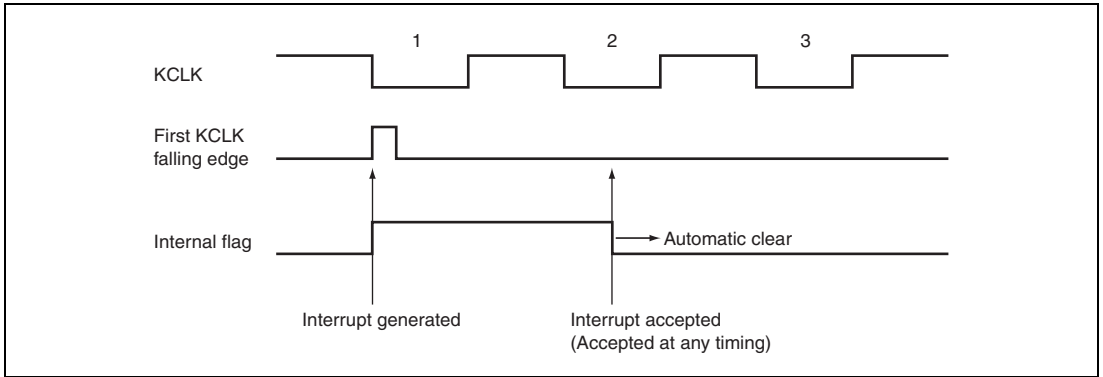 1 2 3
KCLK
First KCLK
falling edge
Internal flag
Automatic clear
Interrupt generated
Interrupt accepted
(Accepted at any timing)